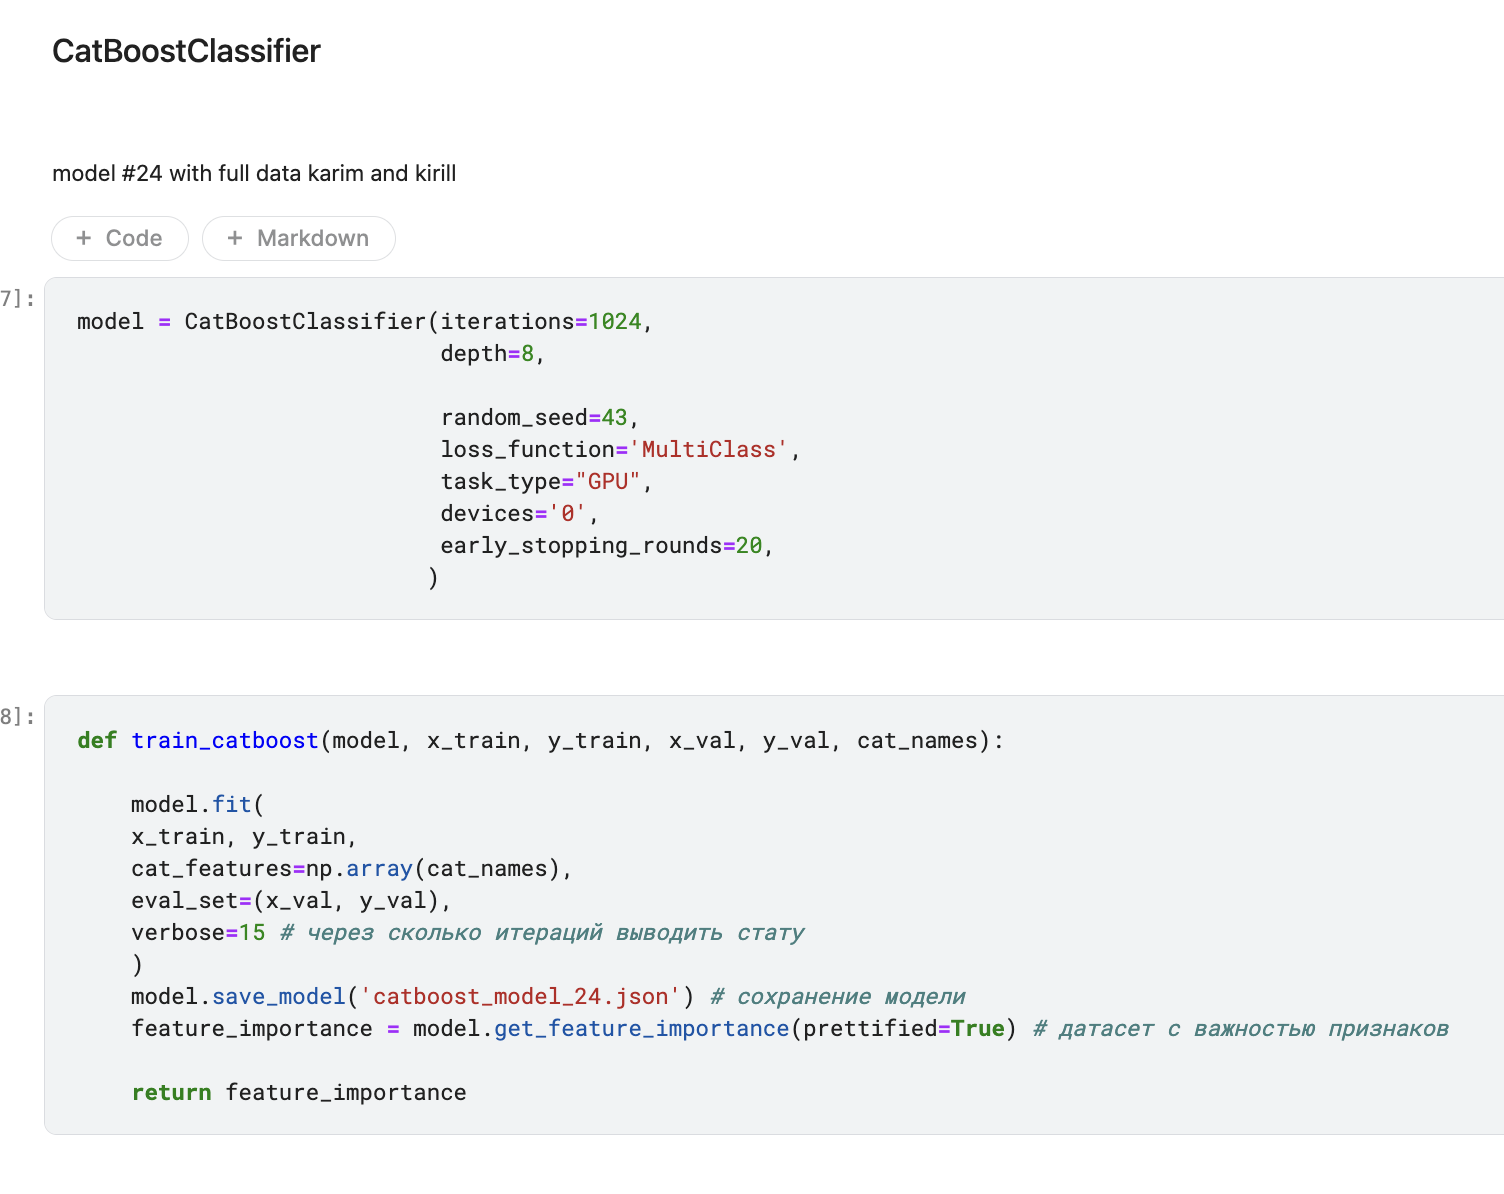 CatBoostClassifier
model #24 with full data karim and kirill
+ Code + Markdown
7]:
model = CatBoostClassifier(iterations=1024,
depth=8,
random_seed=43,
loss_function='MultiClass',
task_type="GPU",
devices='0',
early_stopping_rounds=20,
)
8]:
def train_catboost(model, x_train, y_train, x_val, y_val, cat_names):
model.fit(
x_train, y_train,
cat_features=np.array(cat_names),
eval_set=(x_val, y_val),
verbose=15 # через сколько итераций выводить стату
)
model.save_model('catboost_model_24.json') # сохранение модели
feature_importance = model.get_feature_importance(prettified=True) # датасет с важностью признаков
return feature_importance